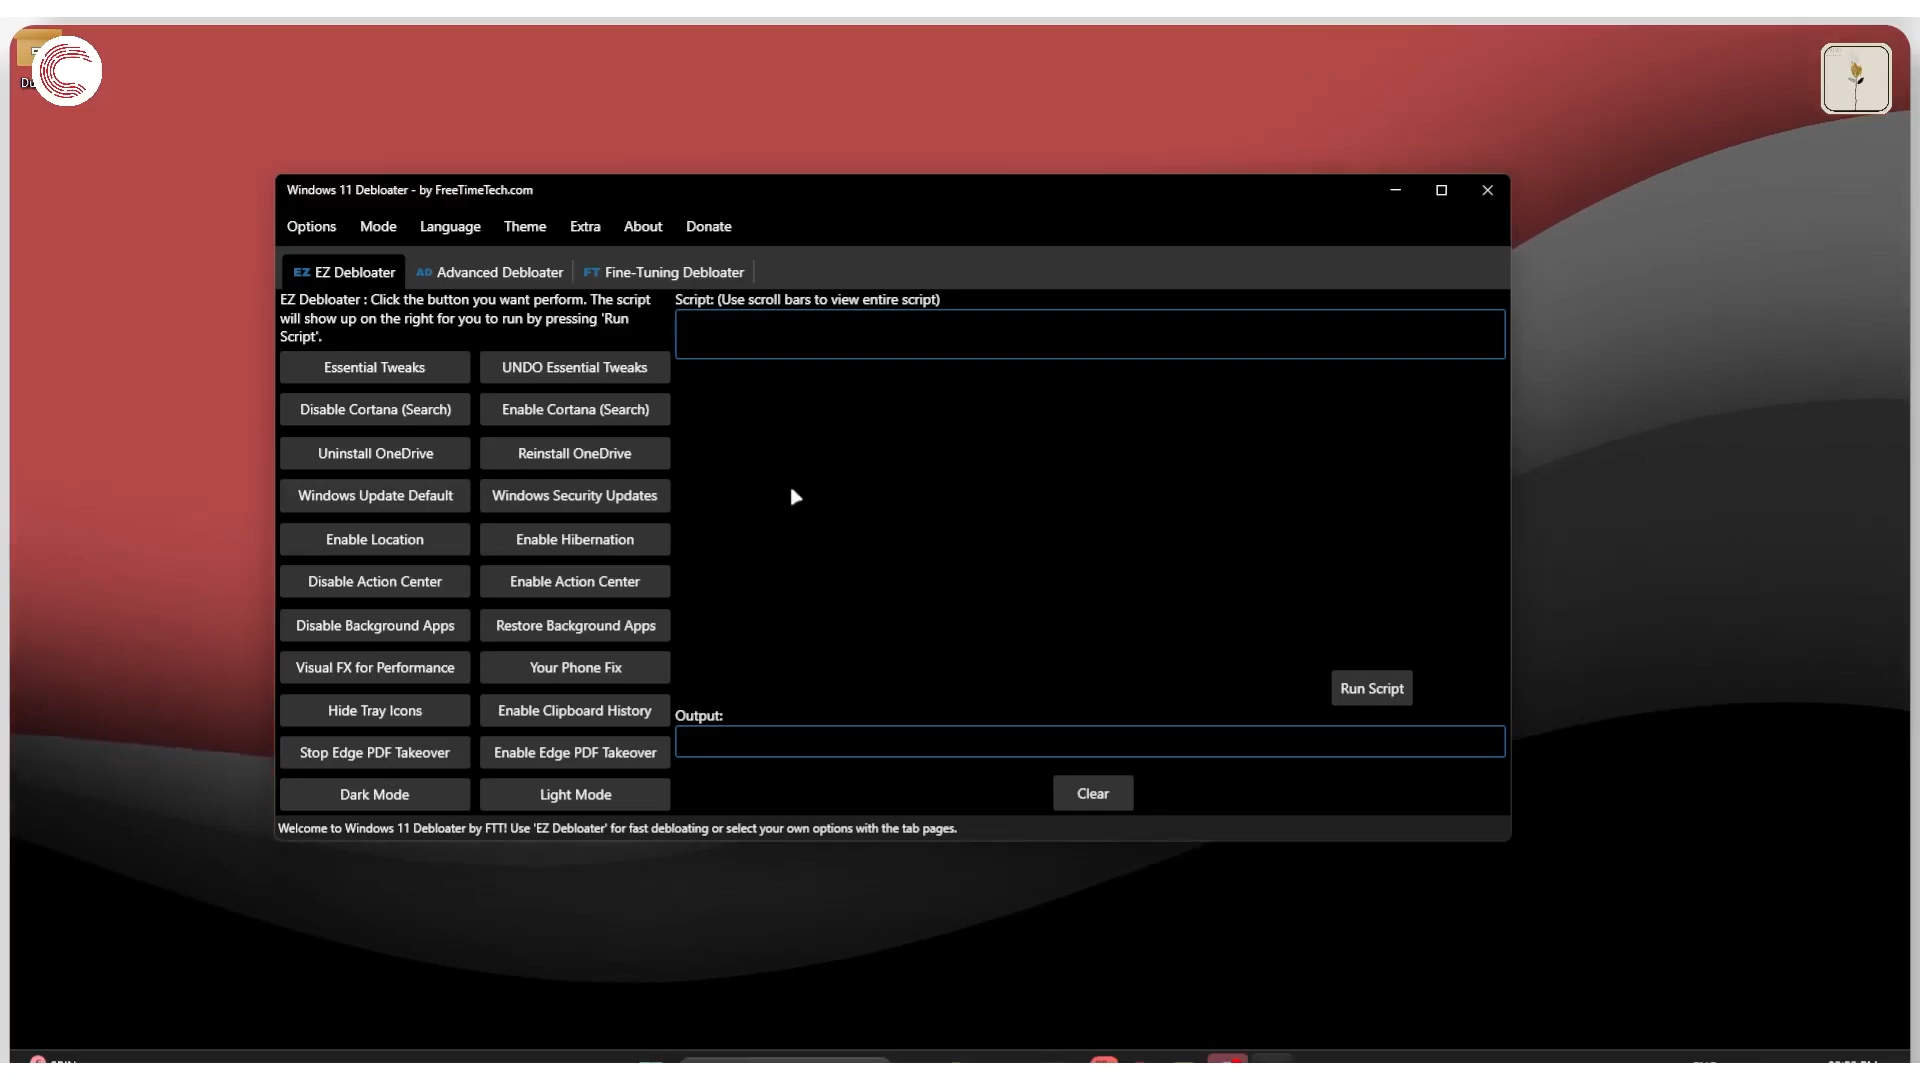 Windows 11 Debloater - by FreeTimeTech.com
Options Mode Language Theme Extra About Donate
EZ EZ Debloater AD Advanced Debloater FT Fine-Tuning Debloater
EZ Debloater : Click the button you want perform. The script
will show up on the right for you to run by pressing 'Run
Script'.
Script: (Use scroll bars to view entire script)
Essential Tweaks UNDO Essential Tweaks
Disable Cortana (Search) Enable Cortana (Search)
Uninstall OneDrive Reinstall OneDrive
Windows Update Default Windows Security Updates
Enable Location Enable Hibernation
Disable Action Center Enable Action Center
Disable Background Apps Restore Background Apps
Visual FX for Performance Your Phone Fix
Hide Tray Icons Enable Clipboard History
Stop Edge PDF Takeover Enable Edge PDF Takeover
Dark Mode Light Mode
Run Script
Output:
Clear
Welcome to Windows 11 Debloater by FTT! Use 'EZ Debloater' for fast debloating or select your own options with the tab pages.